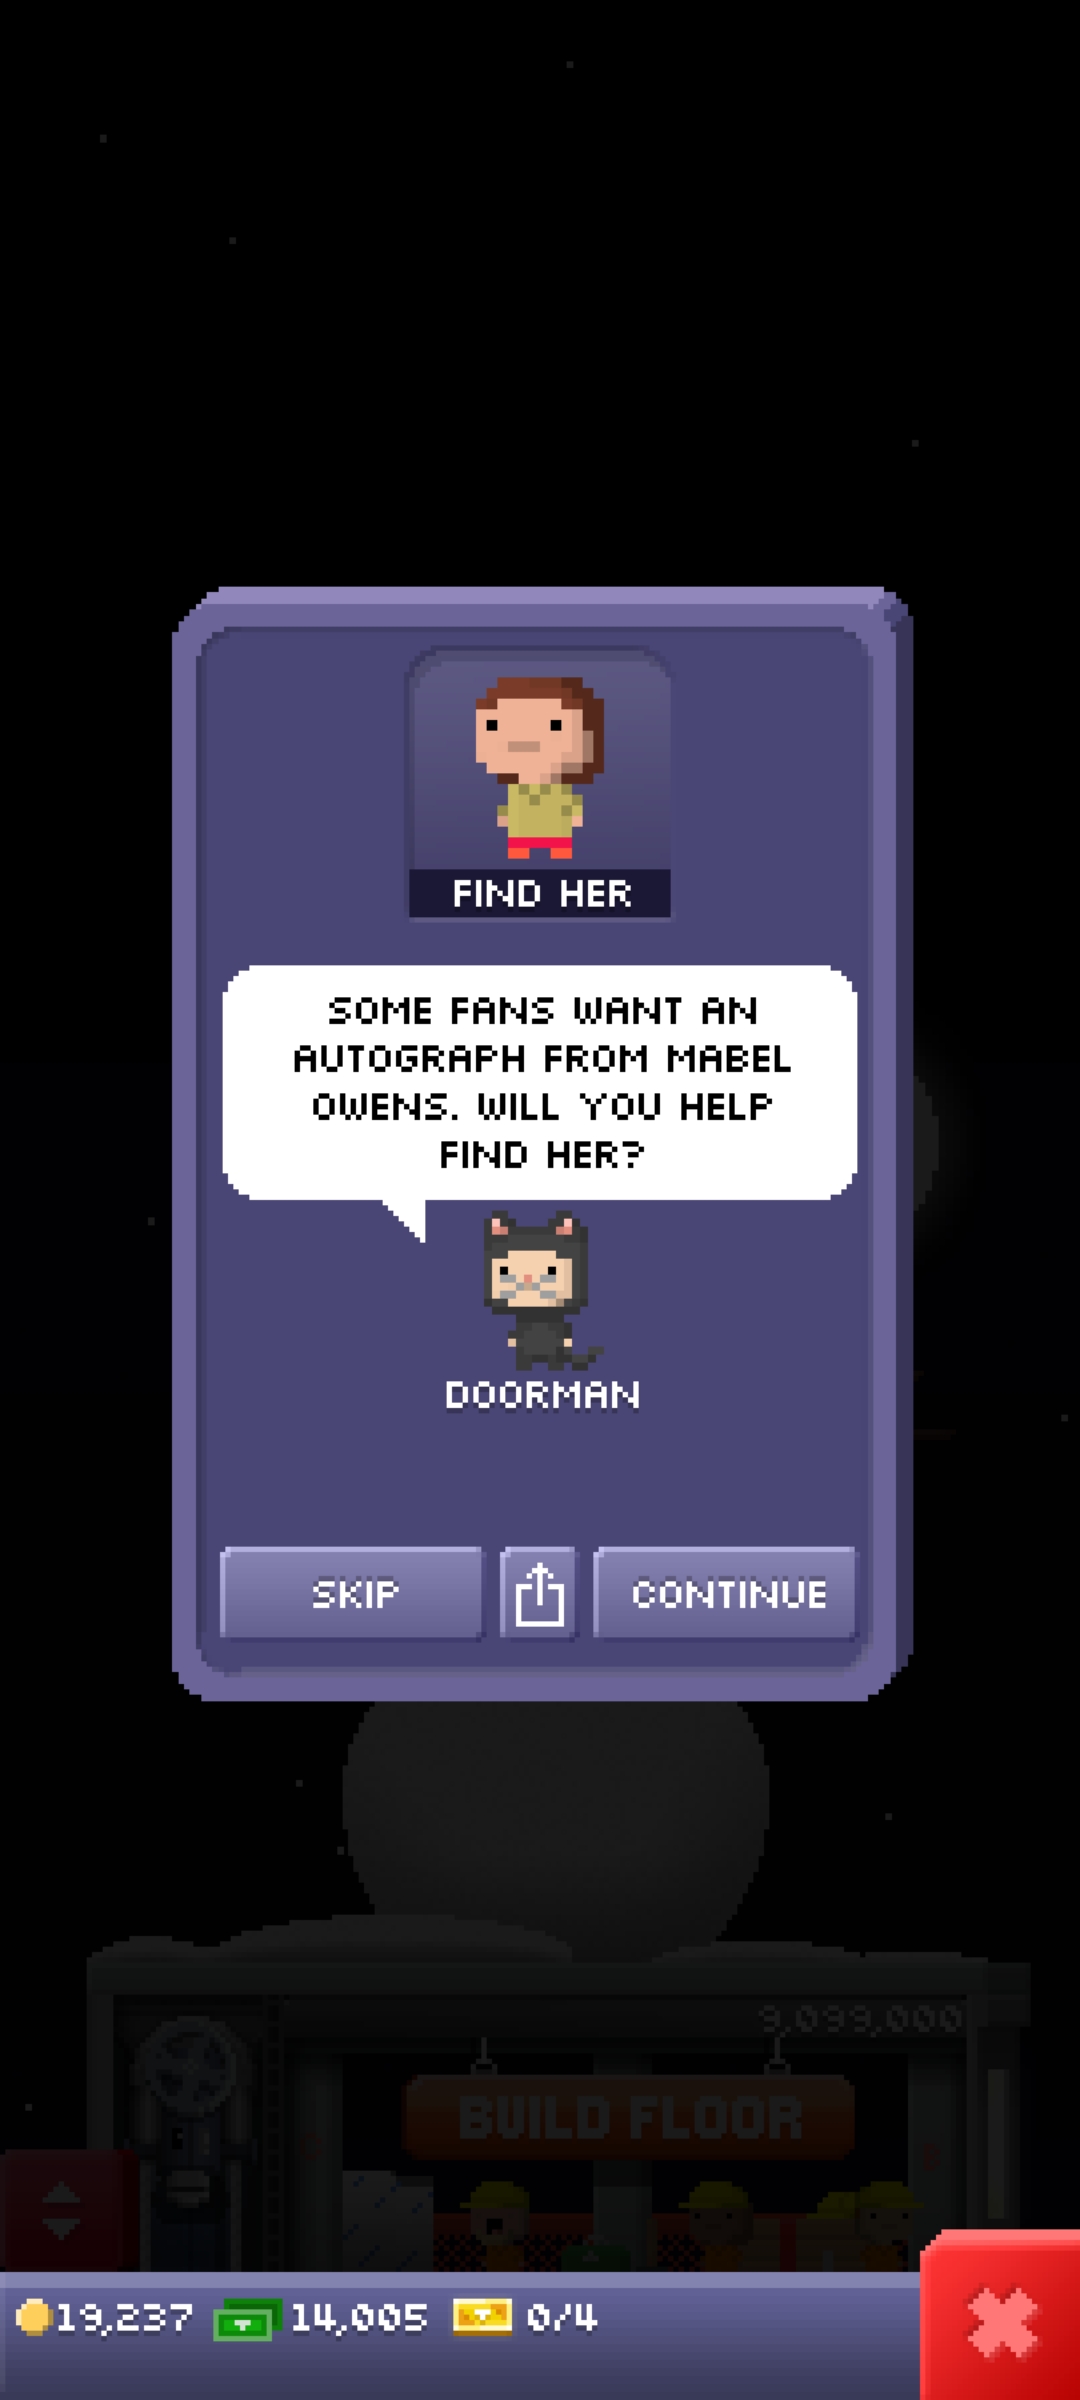 FIND HER
SOME FANS WANT AN
AUTOGRAPH FROM MABEL
OWENS. WILL YOU HELP
FIND HER?
DOORMAN
SKIP
CONTINUE
9,099,000
BUILD FLOOR
19,237
14,005
0/4